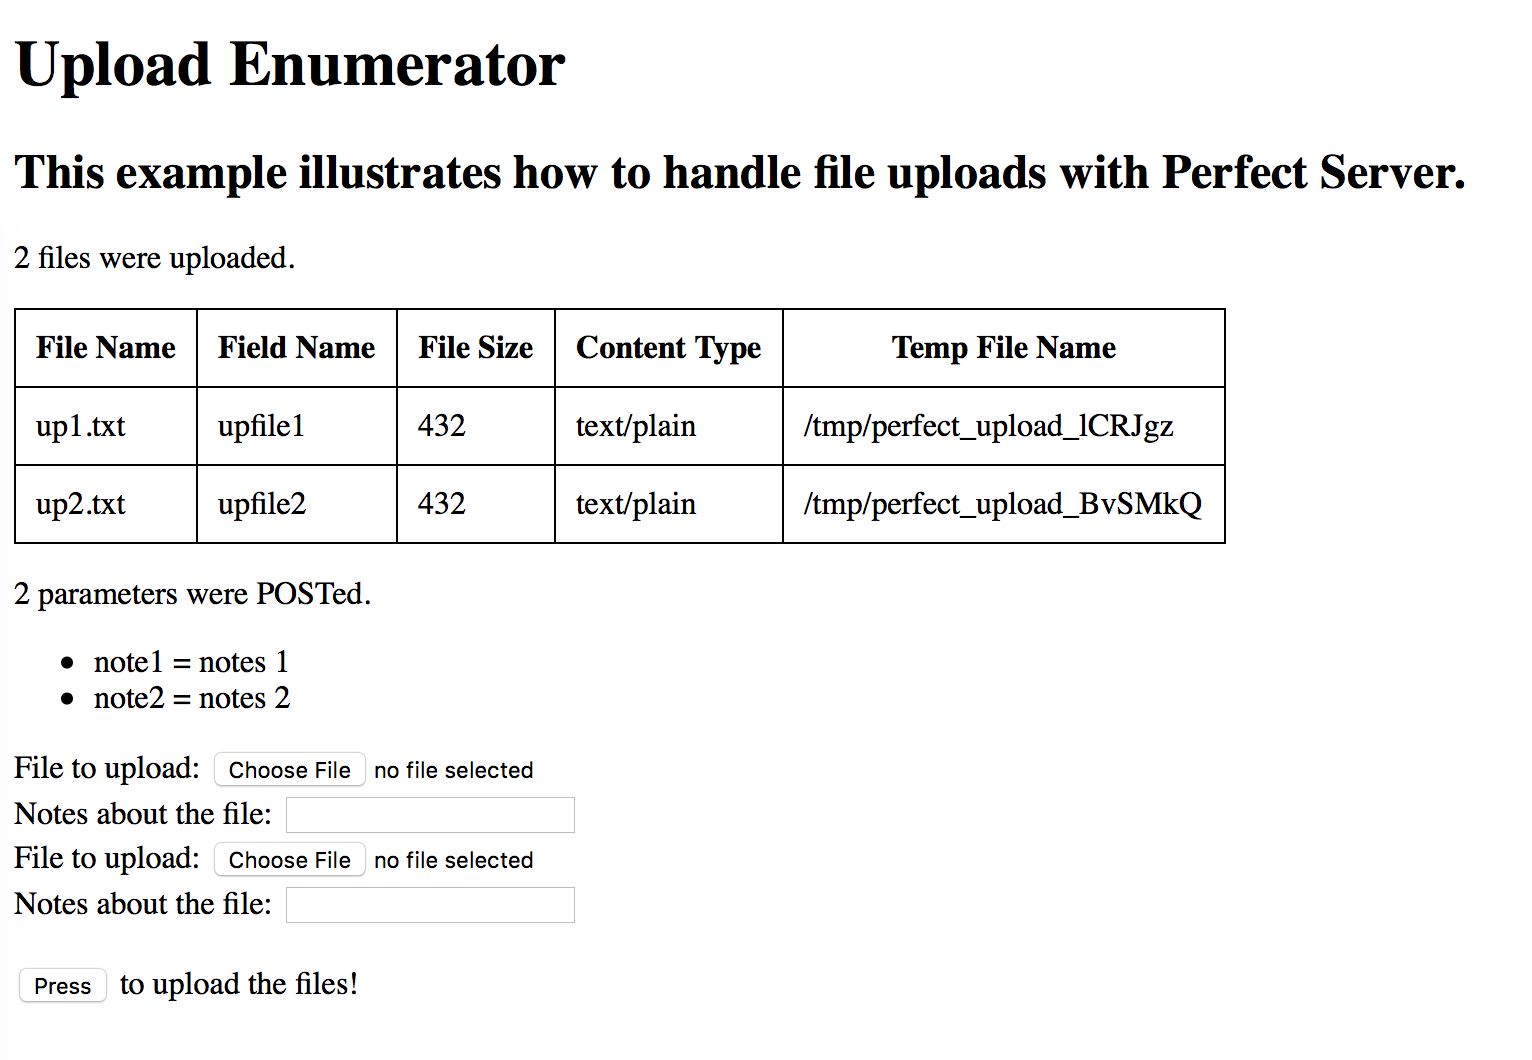 Upload Enumerator
This example illustrates how to handle file uploads with Perfect Server.
2 files were uploaded.
File Name Field Name File Size Content Type Temp File Name
up1.txt upfile1 432 text/plain /tmp/perfect_upload_lCRJgz
up2.txt upfile2 432 text/plain /tmp/perfect_upload_BvSMkQ
2 parameters were POSTed.
• note1 = notes 1
• note2 = notes 2
File to upload: Choose File no file selected
Notes about the file:
File to upload: Choose File no file selected
Notes about the file:
Press to upload the files!